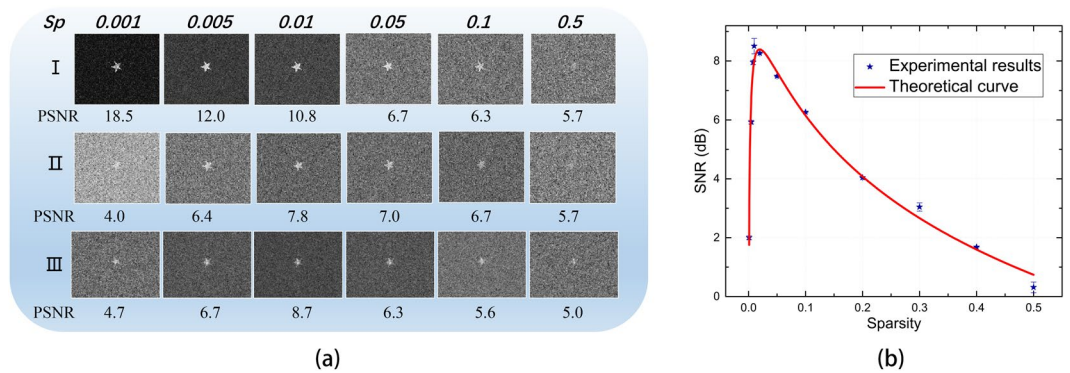 Sp 0.001 0.005 0.01 0.05 0.1 0.5
I
PSNR 18.5 12.0 10.8 6.7 6.3 5.7
II
PSNR 4.0 6.4 7.8 7.0 6.7 5.7
III
PSNR 4.7 6.7 8.7 6.3 5.6 5.0
(a)
8
6
4
2
0
SNR (dB)
Experimental results
Theoretical curve
0.0 0.1 0.2 0.3 0.4 0.5
Sparsity
(b)